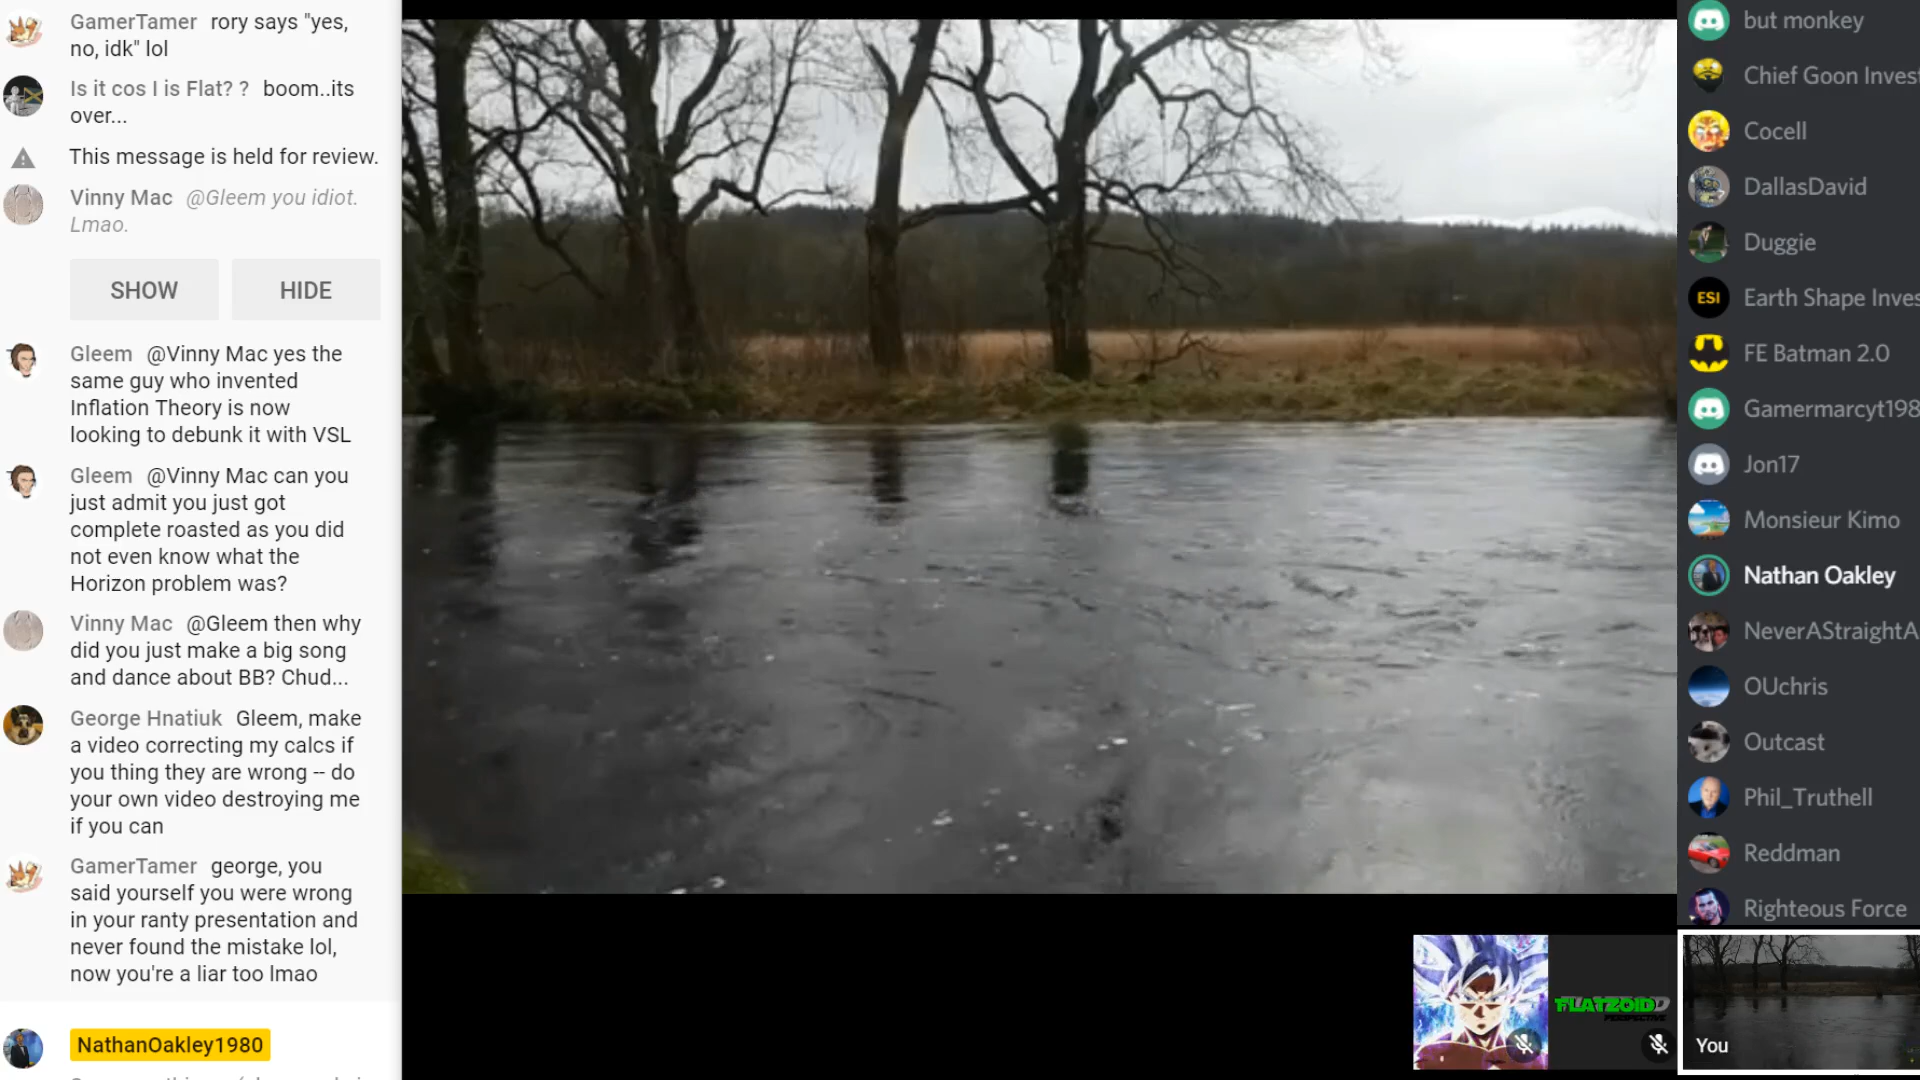 GamerTamer rory says "yes,
no, idk" lol
Is it cos I is Flat? ? boom..its
over...
This message is held for review.
Vinny Mac @Gleem you idiot.
Lmao.
SHOW HIDE
Gleem @Vinny Mac yes the
same guy who invented
Inflation Theory is now
looking to debunk it with VSL
Gleem @Vinny Mac can you
just admit you just got
complete roasted as you did
not even know what the
Horizon problem was?
Vinny Mac @Gleem then why
did you just make a big song
and dance about BB? Chud...
George Hnatiuk Gleem, make
a video correcting my calcs if
you thing they are wrong -- do
your own video destroying me
if you can
GamerTamer george, you
said yourself you were wrong
in your ranty presentation and
never found the mistake lol,
now you're a liar too lmao
NathanOakley1980
but monkey
Chief Goon Invest
Cocell
DallasDavid
Duggie
ESI
Earth Shape Inves
FE Batman 2.0
Gamermarcyt198
Jon17
Monsieur Kimo
Nathan Oakley
NeverAStraightA
OUchris
Outcast
Phil_Truthell
Reddman
Righteous Force
FLATZOID
PERSPECTIVE
You